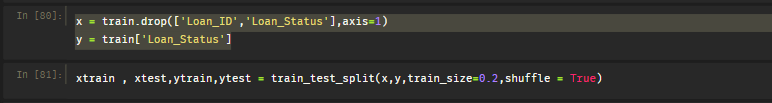 In [80]: x = train.drop(['Loan_ID','Loan_Status'],axis=1)
y = train['Loan_Status']
In [81]: xtrain , xtest,ytrain,ytest = train_test_split(x,y,train_size=0.2,shuffle = True)